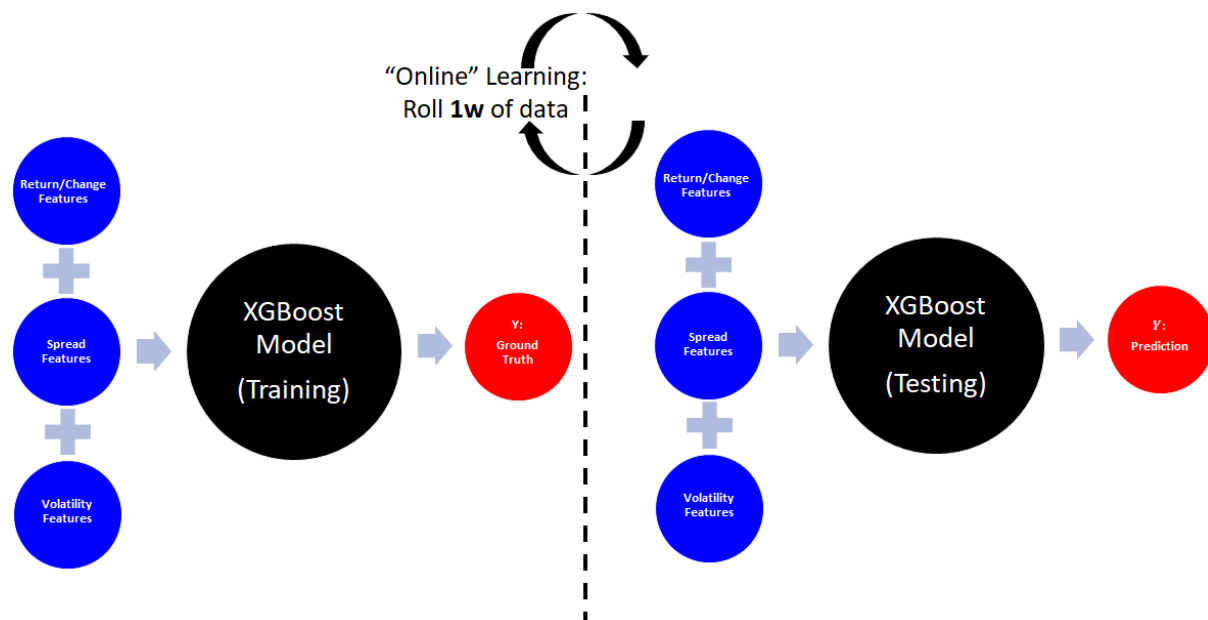 “Online” Learning:
Roll 1w of data
Return/Change
Features
Spread
Features
Volatility
Features
XGBoost
Model
(Training)
Y:
Ground
Truth
Return/Change
Features
Spread
Features
Volatility
Features
XGBoost
Model
(Testing)
Y:
Prediction